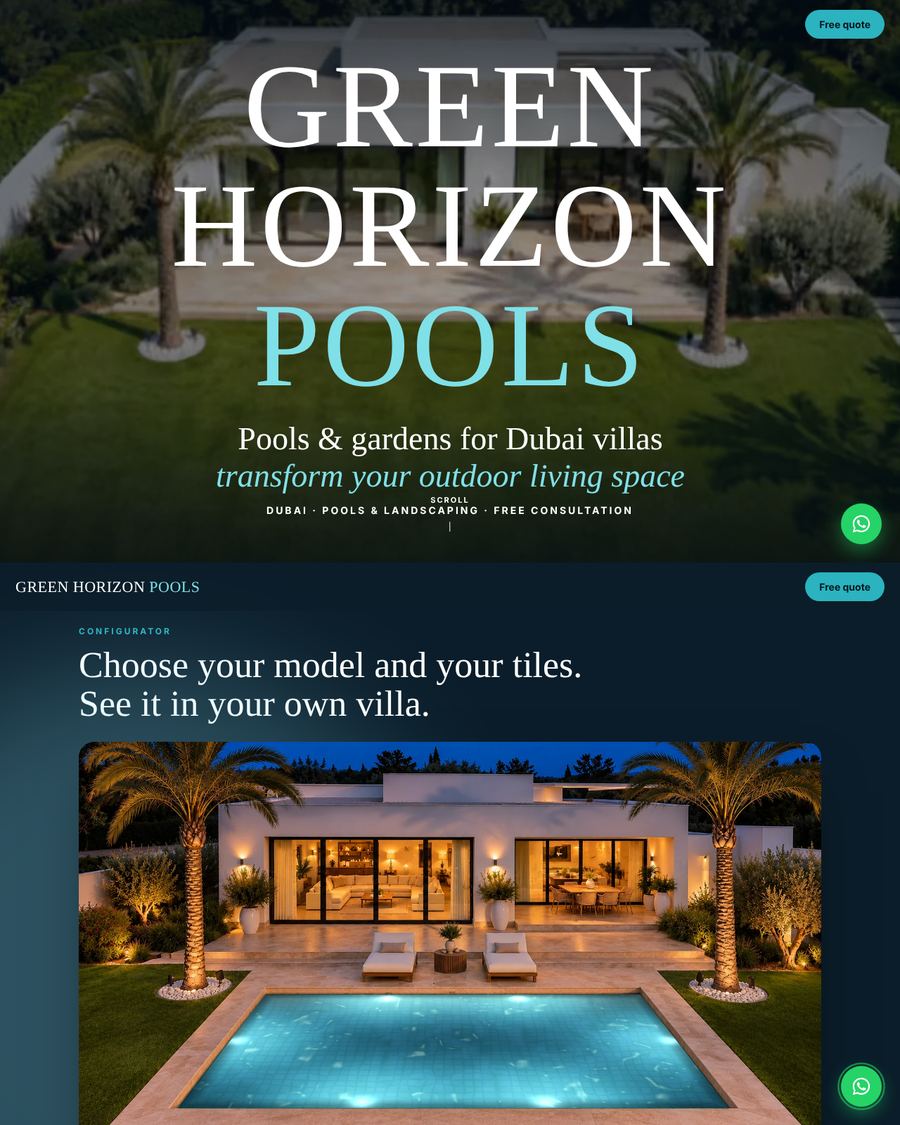 Free quote
GREEN
HORIZON
POOLS
Pools & gardens for Dubai villas
transform your outdoor living space
SCROLL
DUBAI · POOLS & LANDSCAPING · FREE CONSULTATION
GREEN HORIZON POOLS
Free quote
CONFIGURATOR
Choose your model and your tiles.
See it in your own villa.